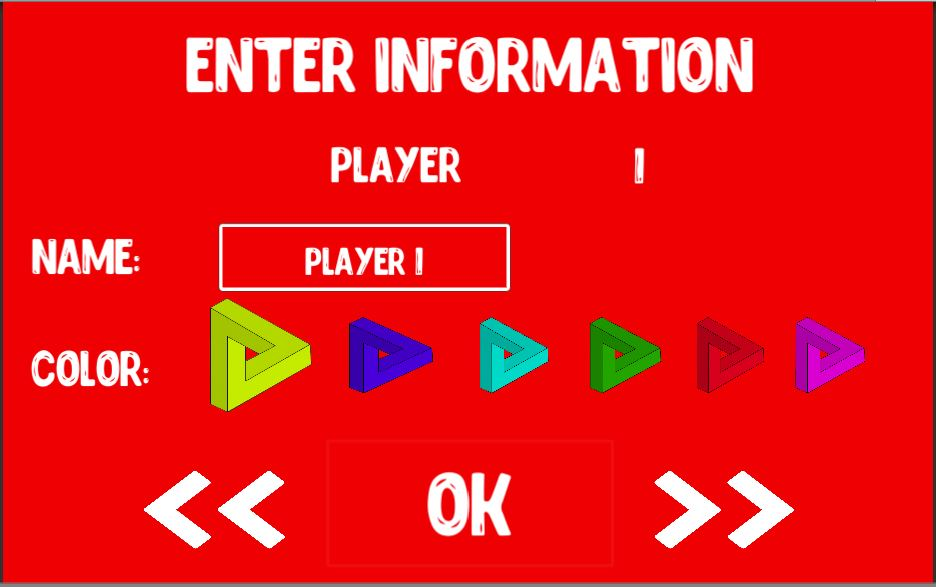 ENTER INFORMATION
PLAYER 1
NAME: PLAYER 1
COLOR:
<< OK >>